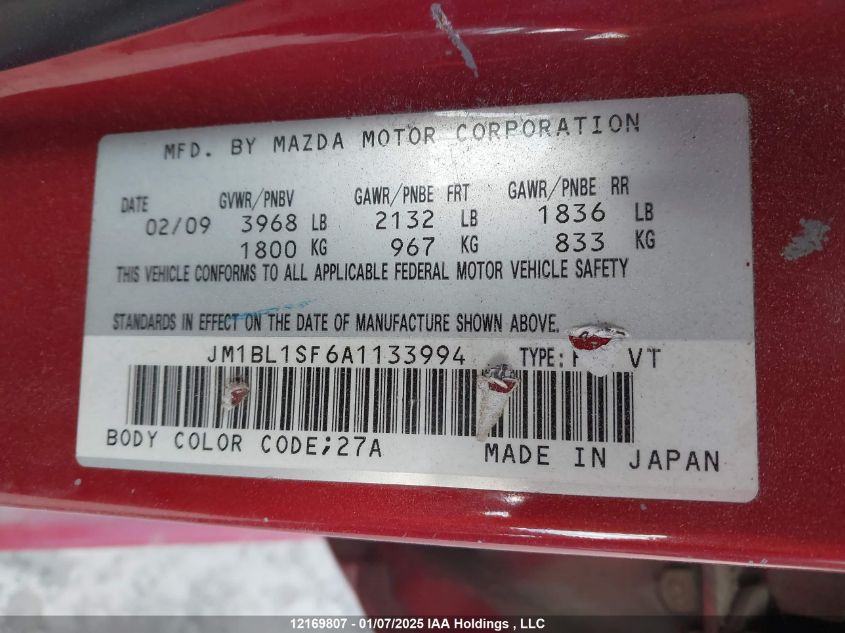 MFD. BY MAZDA MOTOR CORPORATION
DATE GVWR/PNBV GAWR/PNBE FRT GAWR/PNBE RR
02/09 3968 LB 2132 LB 1836 LB
1800 KG 967 KG 833 KG
THIS VEHICLE CONFORMS TO ALL APPLICABLE FEDERAL MOTOR VEHICLE SAFETY
STANDARDS IN EFFECT ON THE DATE OF MANUFACTURE SHOWN ABOVE.
JM1BL1SF6A1133994 TYPE: VT
BODY COLOR CODE;27A MADE IN JAPAN
12169807 - 01/07/2025 IAA Holdings , LLC